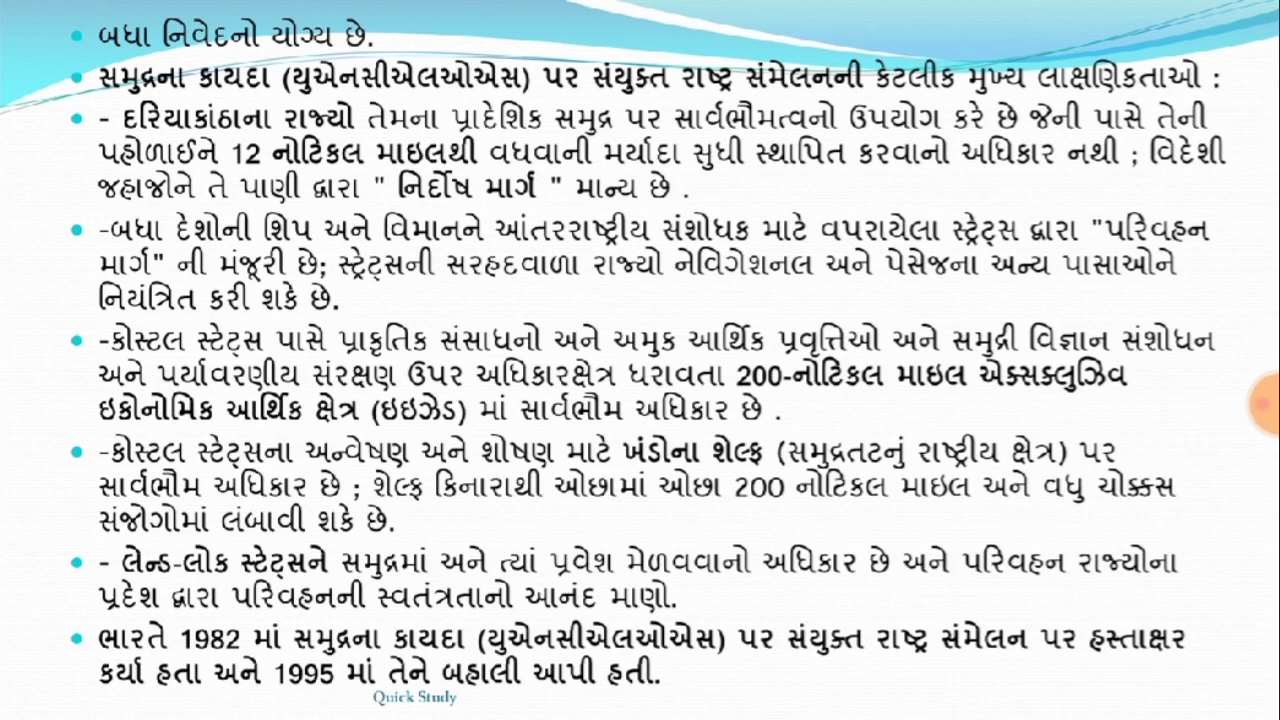 • બધા નિવેદનો યોગ્ય છે.
• સમુદ્રના કાયદા (યુએનસીએલઓએસ) પર સંયુક્ત રાષ્ટ્ર સંમેલનની કેટલીક મુખ્ય લાક્ષણિકતાઓ :
• - દરિયાકાંઠાના રાજ્યો તેમના પ્રાદેશિક સમુદ્ર પર સાર્વભૌમત્વનો ઉપયોગ કરે છે જેની પાસે તેની
પહોળાઈને 12 નોટિકલ માઇલથી વધવાની મર્યાદા સુધી સ્થાપિત કરવાનો અધિકાર નથી ; વિદેશી
જહાજોને તે પાણી દ્વારા " નિર્દોષ માર્ગ " માન્ય છે .
• -બધા દેશોની શિપ અને વિમાનને આંતરરાષ્ટ્રીય સંશોધક માટે વપરાયેલા સ્ટ્રેટ્સ દ્વારા "પરિવહન
માર્ગ" ની મંજૂરી છે; સ્ટ્રેટ્સની સરહદવાળા રાજ્યો નેવિગેશનલ અને પેસેજના અન્ય પાસાઓને
નિયંત્રિત કરી શકે છે.
• -કોસ્ટલ સ્ટેટ્સ પાસે પ્રાકૃતિક સંસાધનો અને અમુક આર્થિક પ્રવૃત્તિઓ અને સમુદ્રી વિજ્ઞાન સંશોધન
અને પર્યાવરણીય સંરક્ષણ ઉપર અધિકારક્ષેત્ર ધરાવતા 200-નોટિકલ માઇલ એક્સક્લુઝિવ
ઇકોનોમિક આર્થિક ક્ષેત્ર (ઇઇઝેડ) માં સાર્વભૌમ અધિકાર છે .
• -કોસ્ટલ સ્ટેટ્સના અન્વેષણ અને શોષણ માટે ખંડોના શેલ્ફ (સમુદ્રતટનું રાષ્ટ્રીય ક્ષેત્ર) પર
સાર્વભૌમ અધિકાર છે ; શેલ્ફ કિનારાથી ઓછામાં ઓછા 200 નોટિકલ માઇલ અને વધુ ચોક્કસ
સંજોગોમાં લંબાવી શકે છે.
• - લેન્ડ-લોક સ્ટેટ્સને સમુદ્રમાં અને ત્યાં પ્રવેશ મેળવવાનો અધિકાર છે અને પરિવહન રાજ્યોના
પ્રદેશ દ્વારા પરિવહનની સ્વતંત્રતાનો આનંદ માણો.
• ભારતે 1982 માં સમુદ્રના કાયદા (યુએનસીએલઓએસ) પર સંયુક્ત રાષ્ટ્ર સંમેલન પર હસ્તાક્ષર
કર્યા હતા અને 1995 માં તેને બહાલી આપી હતી.
Quick Study